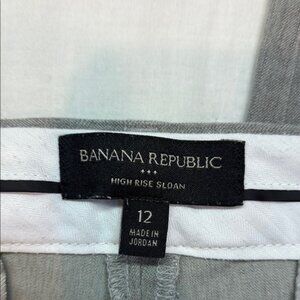 BANANA REPUBLIC
HIGH RISE SLOAN
12
MADE IN
JORDAN